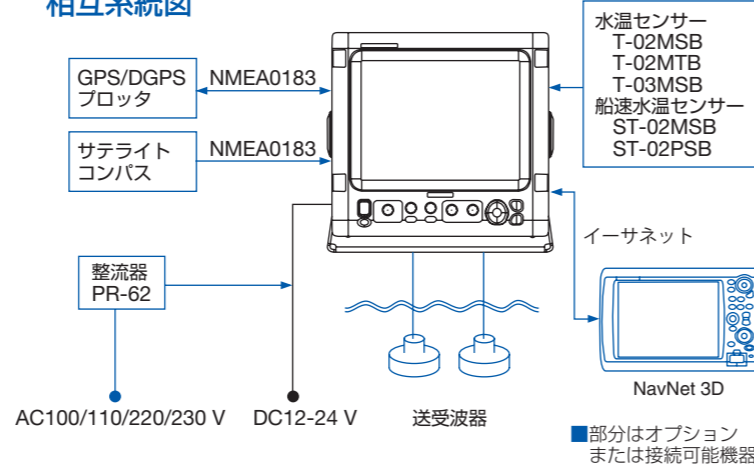 相互系統図
GPS/DGPS
プロッタ
NMEA0183
サテライト
コンパス
NMEA0183
水温センサー
T-02MSB
T-02MTB
T-03MSB
船速水温センサー
ST-02MSB
ST-02PSB
イーサネット
整流器
PR-62
NavNet 3D
AC100/110/220/230 V
DC12-24 V
送受波器
■部分はオプション
または接続可能機器